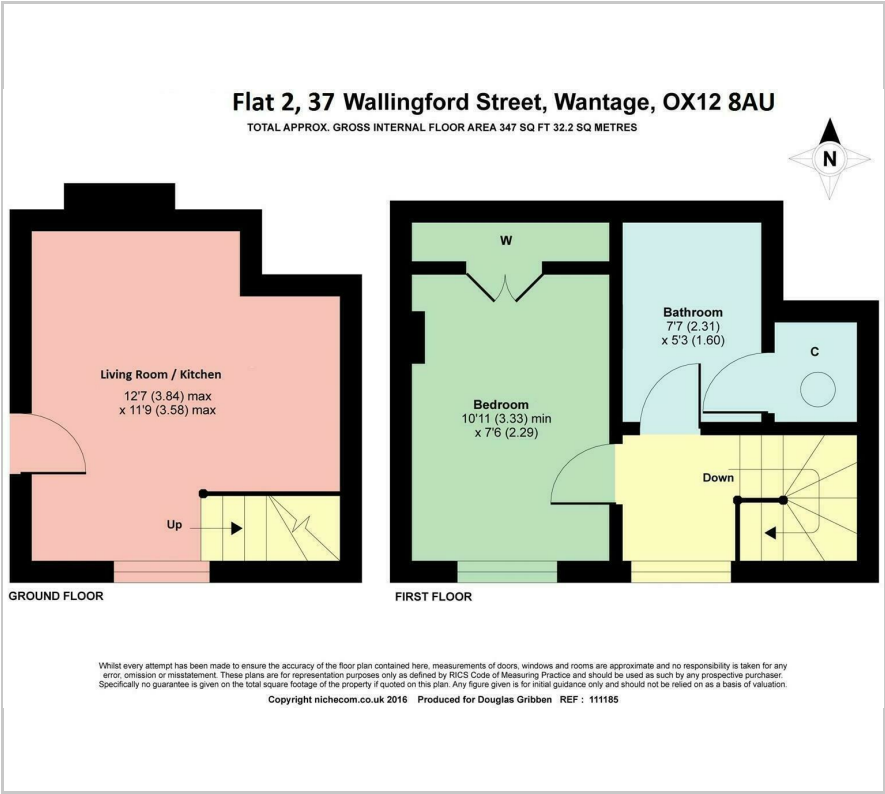 Flat 2, 37 Wallingford Street, Wantage, OX12 8AU
TOTAL APPROX. GROSS INTERNAL FLOOR AREA 347 SQ FT 32.2 SQ METRES
N
Living Room / Kitchen
12'7 (3.84) max
x 11'9 (3.58) max
Up
GROUND FLOOR
W
Bedroom
10'11 (3.33) min
x 7'6 (2.29)
Bathroom
7'7 (2.31)
x 5'3 (1.60)
C
Down
FIRST FLOOR
Whilst every attempt has been made to ensure the accuracy of the floor plan contained here, measurements of doors, windows and rooms are approximate and no responsibility is taken for any
error, omission or misstatement. These plans are for representation purposes only as defined by RICS Code of Measuring Practice and should be used as such by any prospective purchaser.
Specifically no guarantee is given on the total square footage of the property if quoted on this plan. Any figure given is for initial guidance only and should not be relied on as a basis of valuation.
Copyright nichecom.co.uk 2016 Produced for Douglas Gribben REF : 111185